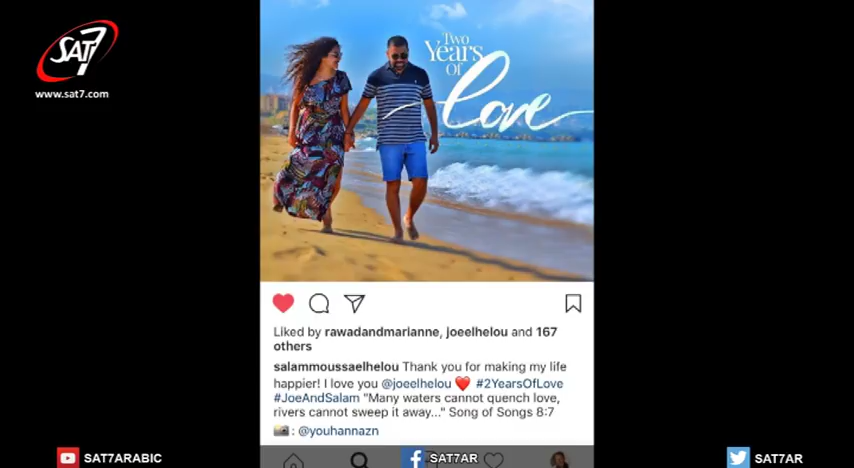 SAT7
www.sat7.com
Two
Years
Of
Love
Liked by rawadandmarianne, joeelhelou and 167
others
salammoussaelhelou Thank you for making my life
happier! I love you @joeelhelou ❤️ #2YearsOfLove
#JoeAndSalam "Many waters cannot quench love,
rivers cannot sweep it away..." Song of Songs 8:7
📸 : @youhannazn
SAT7ARABIC
SAT7AR
SAT7AR